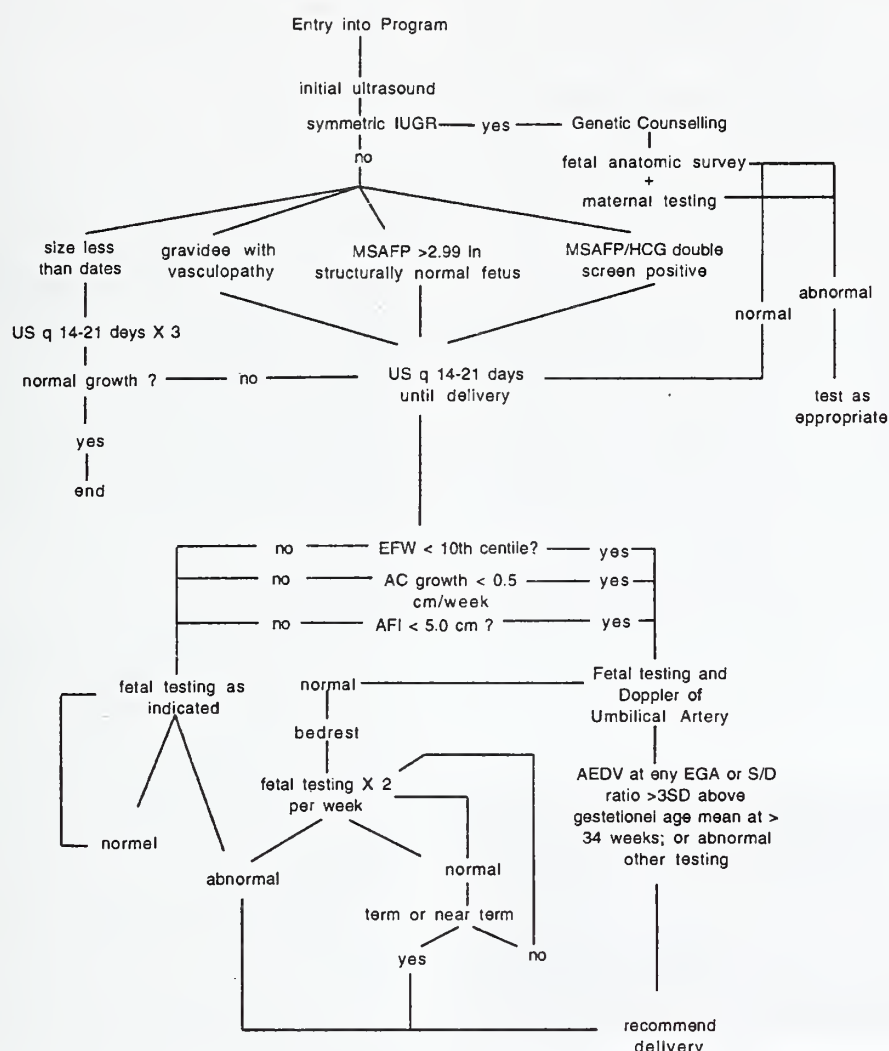 Entry into Program
initial ultrasound
symmetric IUGR yes Genetic Counselling
no
fetal anatomic survey
+
maternal testing
size less
than dates
gravidee with
vasculopathy
MSAFP >2.99 In
structurally normal fetus
MSAFP/HCG double
screen positive
abnormal
normal
US q 14-21 deys X 3
normal growth ? no
US q 14-21 days
until delivery
test as
eppropriate
yes
end
no EFW < 10th centile? yes
no AC growth < 0.5 yes
cm/week
no AFI < 5.0 cm ? yes
fetal testing as
indicated
normal
Fetal testing and
Doppler of
Umbilical Artery
bedrest
fetal testing X 2
per week
AEDV at eny EGA or S/D
ratio >3SD above
gestetionel age mean at >
34 weeks; or abnormal
other testing
normel
abnormal
normal
term or near term
yes
no
recommend
delivery